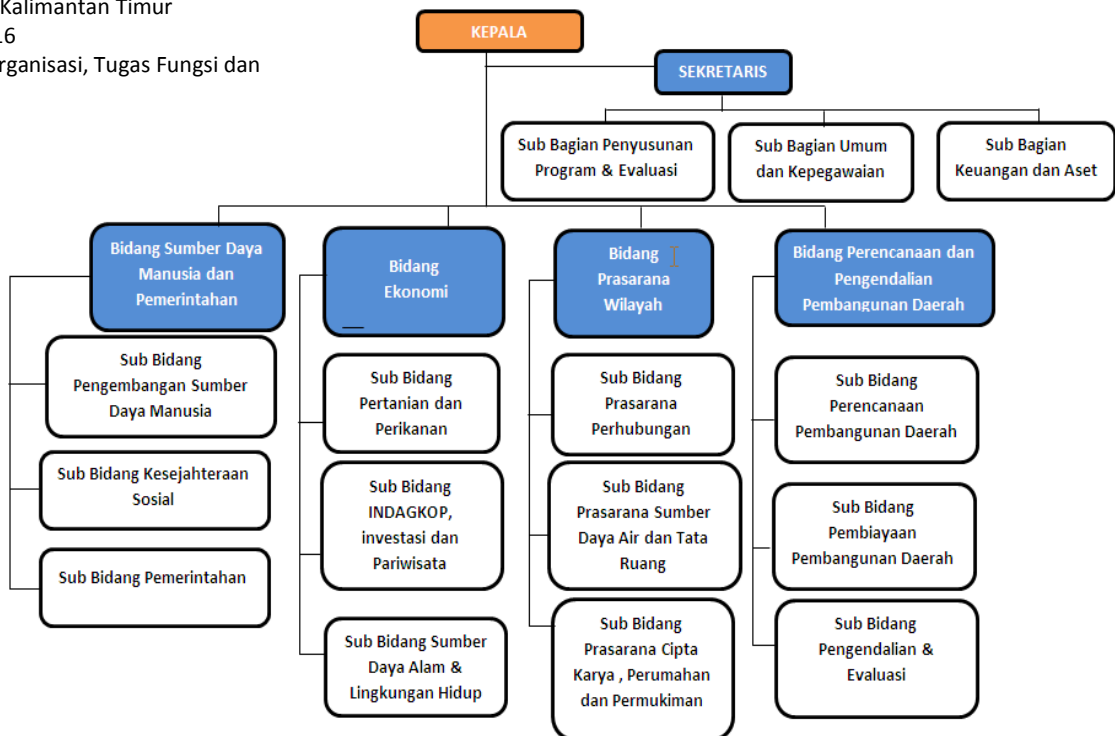 Kalimantan Timur
16
rganisasi, Tugas Fungsi dan
KEPALA
SEKRETARIS
Sub Bagian Penyusunan
Program & Evaluasi
Sub Bagian Umum
dan Kepegawaian
Sub Bagian
Keuangan dan Aset
Bidang Sumber Daya
Manusia dan
Pemerintahan
Sub Bidang
Pengembangan Sumber
Daya Manusia
Sub Bidang Kesejahteraan
Sosial
Sub Bidang Pemerintahan
Bidang
Ekonomi
Sub Bidang
Pertanian dan
Perikanan
Sub Bidang
INDAGKOP,
investasi dan
Pariwisata
Sub Bidang Sumber
Daya Alam &
Lingkungan Hidup
Bidang
Prasarana
Wilayah
Sub Bidang
Prasarana
Perhubungan
Sub Bidang
Prasarana Sumber
Daya Air dan Tata
Ruang
Sub Bidang
Prasarana Cipta
Karya , Perumahan
dan Permukiman
Bidang Perencanaan dan
Pengendalian
Pembangunan Daerah
Sub Bidang
Perencanaan
Pembangunan Daerah
Sub Bidang
Pembiayaan
Pembangunan Daerah
Sub Bidang
Pengendalian &
Evaluasi